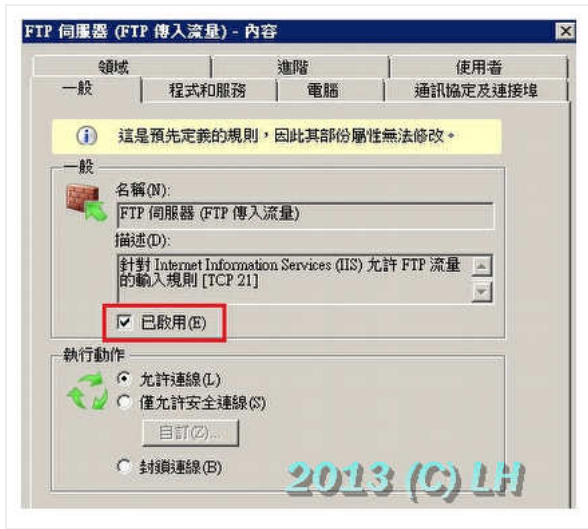 FTP 伺服器 (FTP 傳入流量) - 內容
領域
進階
使用者
一般
程式和服務
電腦
通訊協定及連接埠
這是預先定義的規則，因此其部份屬性無法修改。
一般
名稱(N):
FTP 伺服器 (FTP 傳入流量)
描述(D):
針對 Internet Information Services (IIS) 允許 FTP 流量
的輸入規則 [TCP 21]
已啟用(E)
執行動作
允許連線(L)
僅允許安全連線(S)
自訂(Z)...
封鎖連線(B)
2013 (C) LH